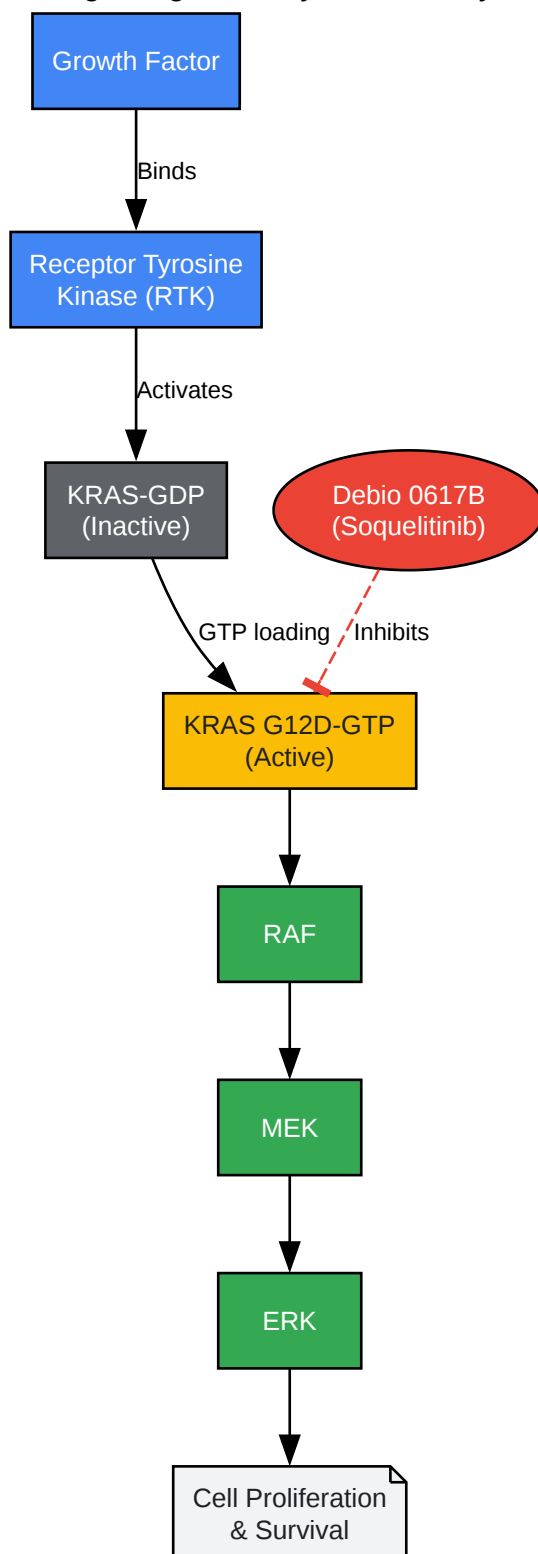 Growth Factor
Binds
Receptor Tyrosine
Kinase (RTK)
Activates
KRAS-GDP
(Inactive)
Debio 0617B
(Soquelitinib)
GTP loading
Inhibits
KRAS G12D-GTP
(Active)
RAF
MEK
ERK
Cell Proliferation
& Survival